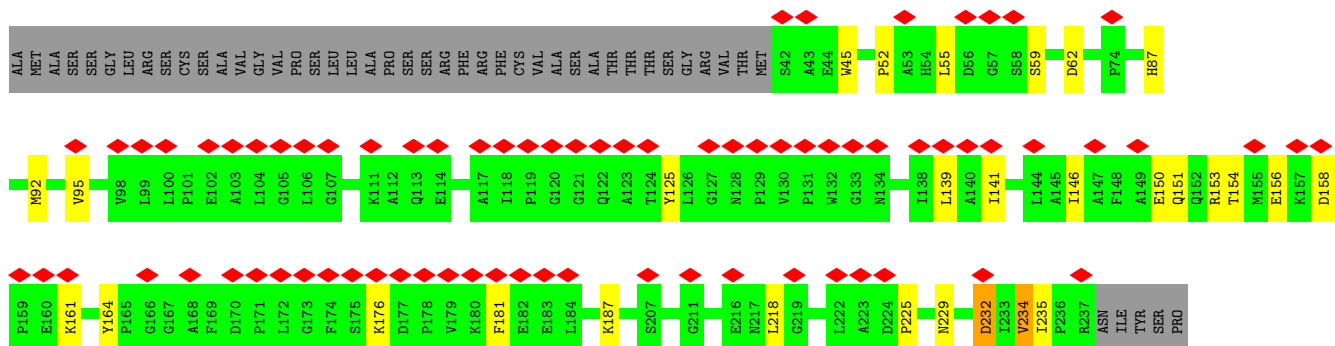 ALA MET ALA SER SER GLY LEU ARG SER CYS SER ALA VAL GLY VAL PRO SER LEU LEU ALA PRO SER SER ARG PHE ARG PHE CYS VAL ALA SER ALA THR THR THR SER GLY ARG VAL THR MET S42 A43 E44 W45 P52 A53 H54 L55 D56 G57 S58 S59 D62 P74 H87
M92 V95 V98 L99 L100 P101 E102 A103 L104 G105 L106 G107 K111 A112 Q113 E114 A117 I118 P119 G120 G121 Q122 A123 T124 Y125 L126 G127 N128 P129 V130 P131 W132 G133 N134 I138 L139 A140 I141 L144 A145 I146 A147 F148 A149 E150 Q151 Q152 R153 T154 M155 E156 K157 D158
P159 E160 K161 Y164 P165 G166 G167 A168 F169 D170 P171 L172 G173 F174 S175 K176 D177 P178 V179 K180 F181 E182 E183 L184 K187 S207 G211 E216 N217 L218 G219 L222 A223 D224 P225 N229 D232 I233 V234 I235 P236 R237 ASN ILE TYR SER PRO